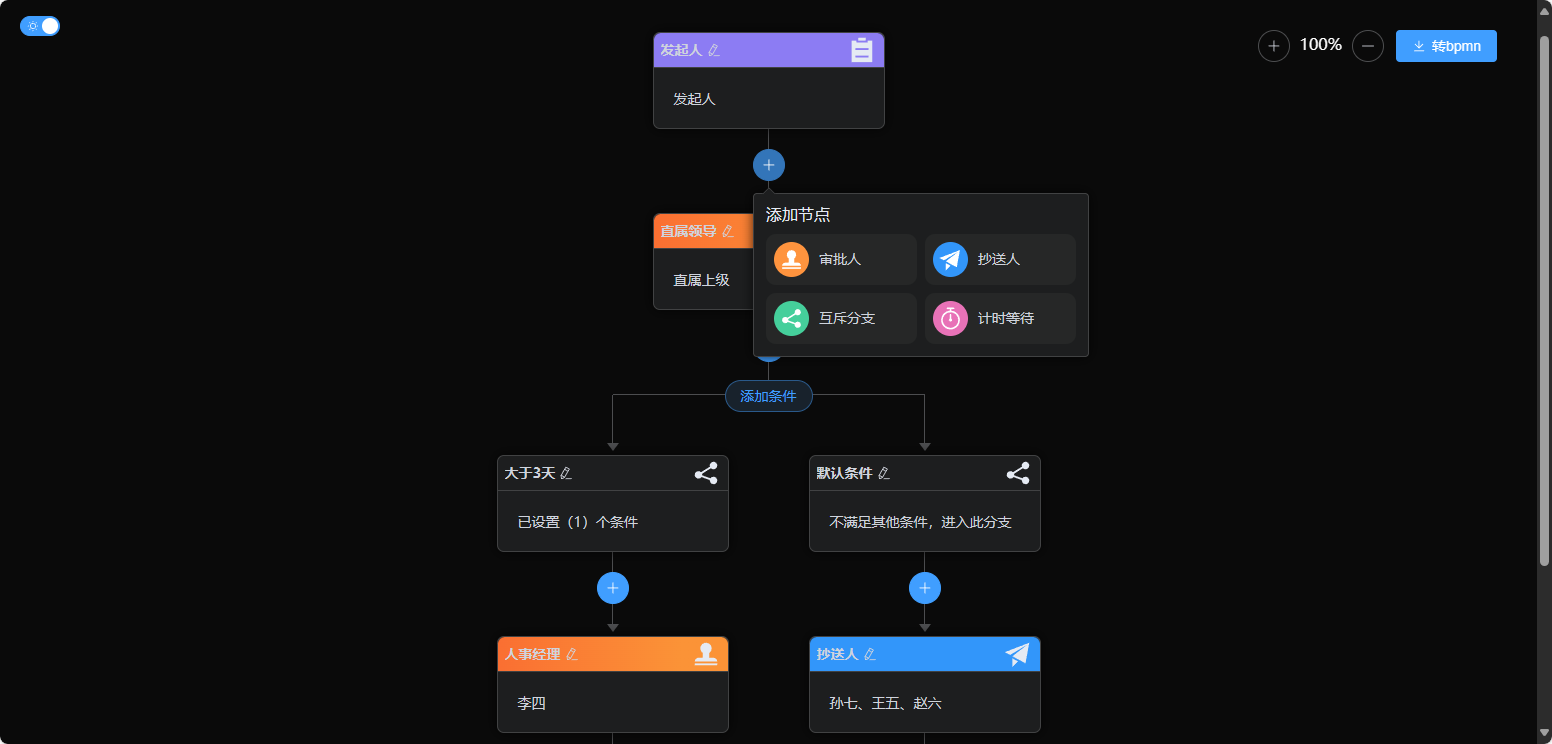 发起人
100%
转bpmn
发起人
添加节点
直属领导
审批人
抄送人
直属上级
互斥分支
计时等待
添加条件
大于3天
默认条件
已设置（1）个条件
不满足其他条件，进入此分支
人事经理
抄送人
李四
孙七、王五、赵六